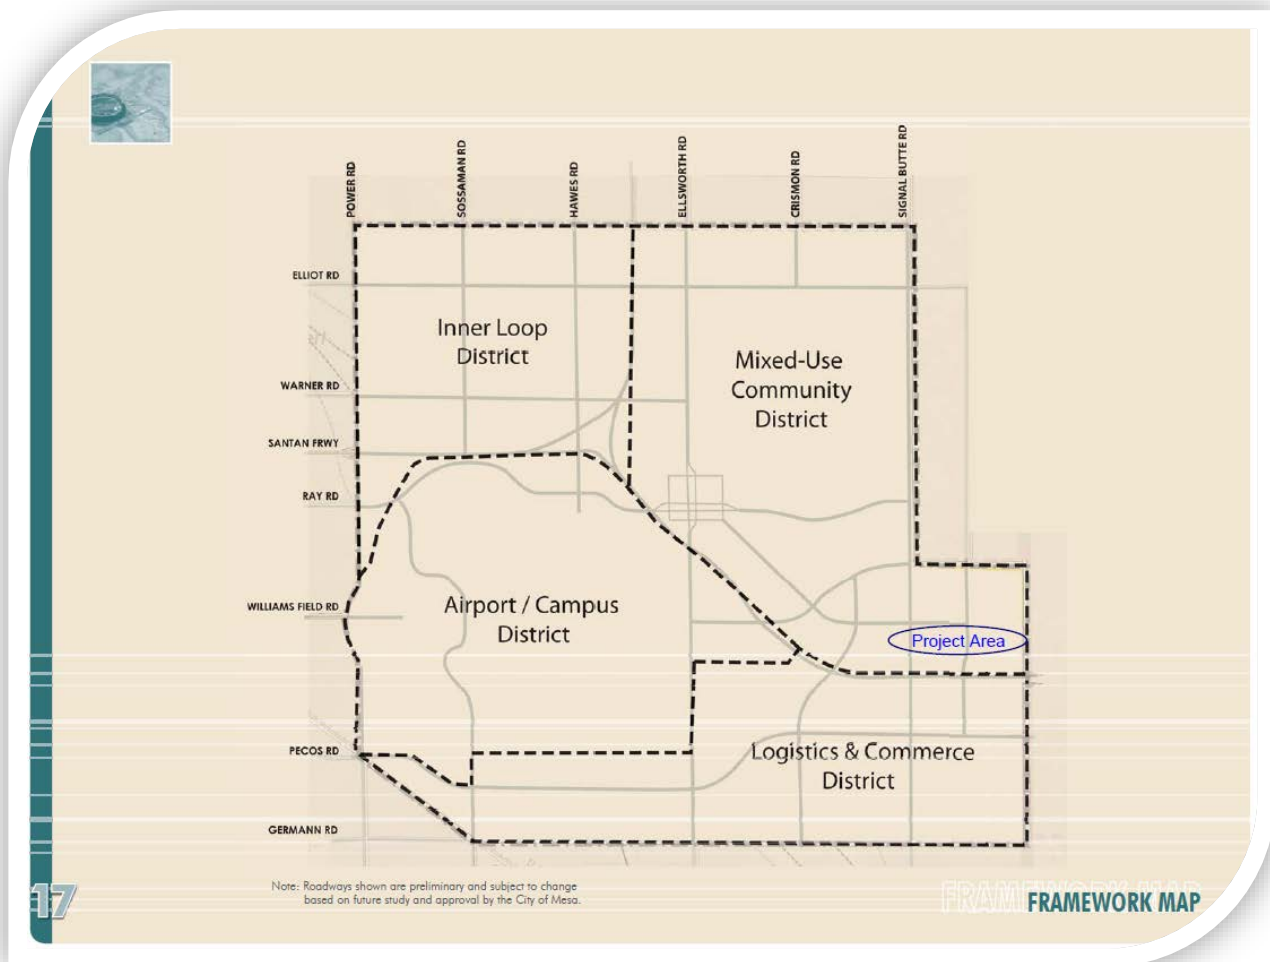 POWER RD
SOSSAMAN RD
HAWES RD
ELLSWORTH RD
CRISMON RD
SIGNAL BUTTE RD
ELLIOT RD
Inner Loop
District
Mixed-Use
Community
District
WARNER RD
SANTAN FRWY
RAY RD
WILLIAMS FIELD RD
Airport / Campus
District
Project Area
PECOS RD
Logistics & Commerce
District
GERMANN RD
Note: Roadways shown are preliminary and subject to change
based on future study and approval by the City of Mesa.
17
FRAMEWORK MAP
FRAMEWORK MAP